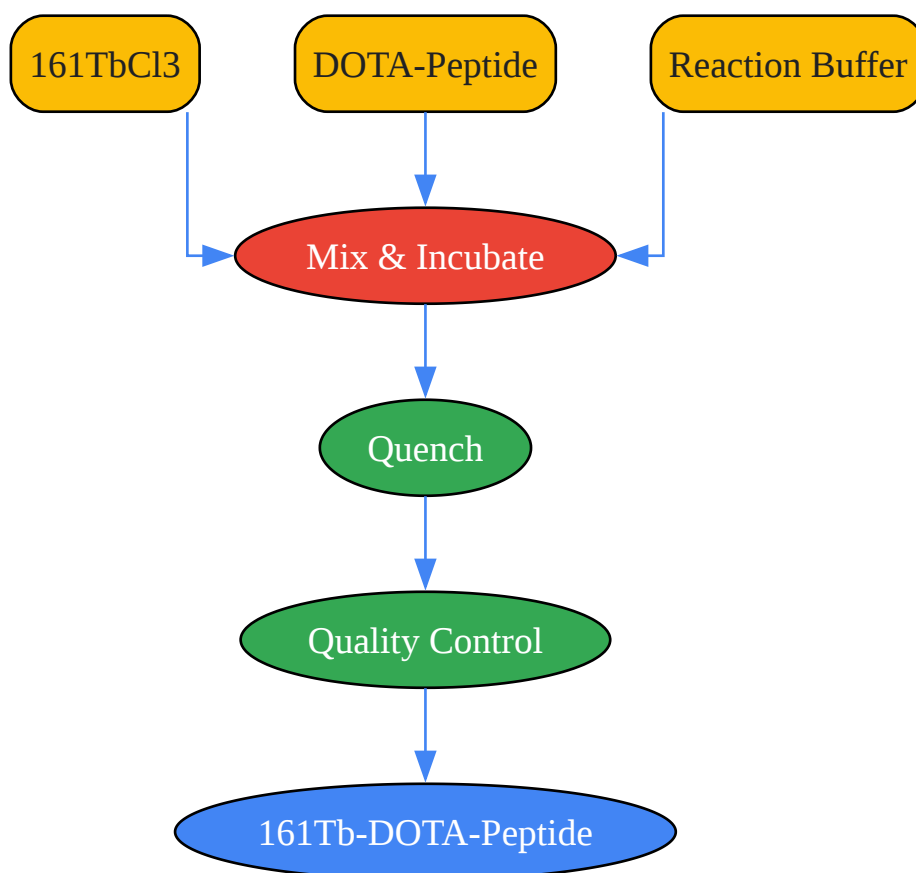 161TbCl3
DOTA-Peptide
Reaction Buffer
Mix & Incubate
Quench
Quality Control
161Tb-DOTA-Peptide